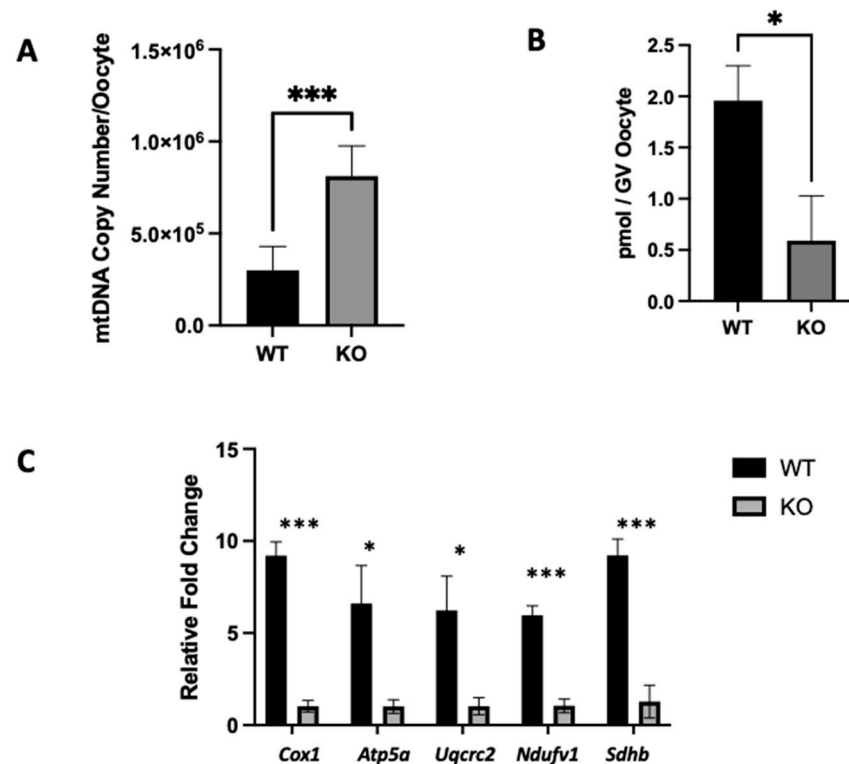 A
mtDNA Copy Number/Oocyte
1.5×10⁶
1.0×10⁶
5.0×10⁵
0.0
***
WT KO
B
pmol / GV Oocyte
2.5
2.0
1.5
1.0
0.5
0.0
*
WT KO
C
Relative Fold Change
15
10
5
0
*** * * *** ***
Cox1 Atp5a Uqcrc2 Ndufv1 Sdhb
WT
KO